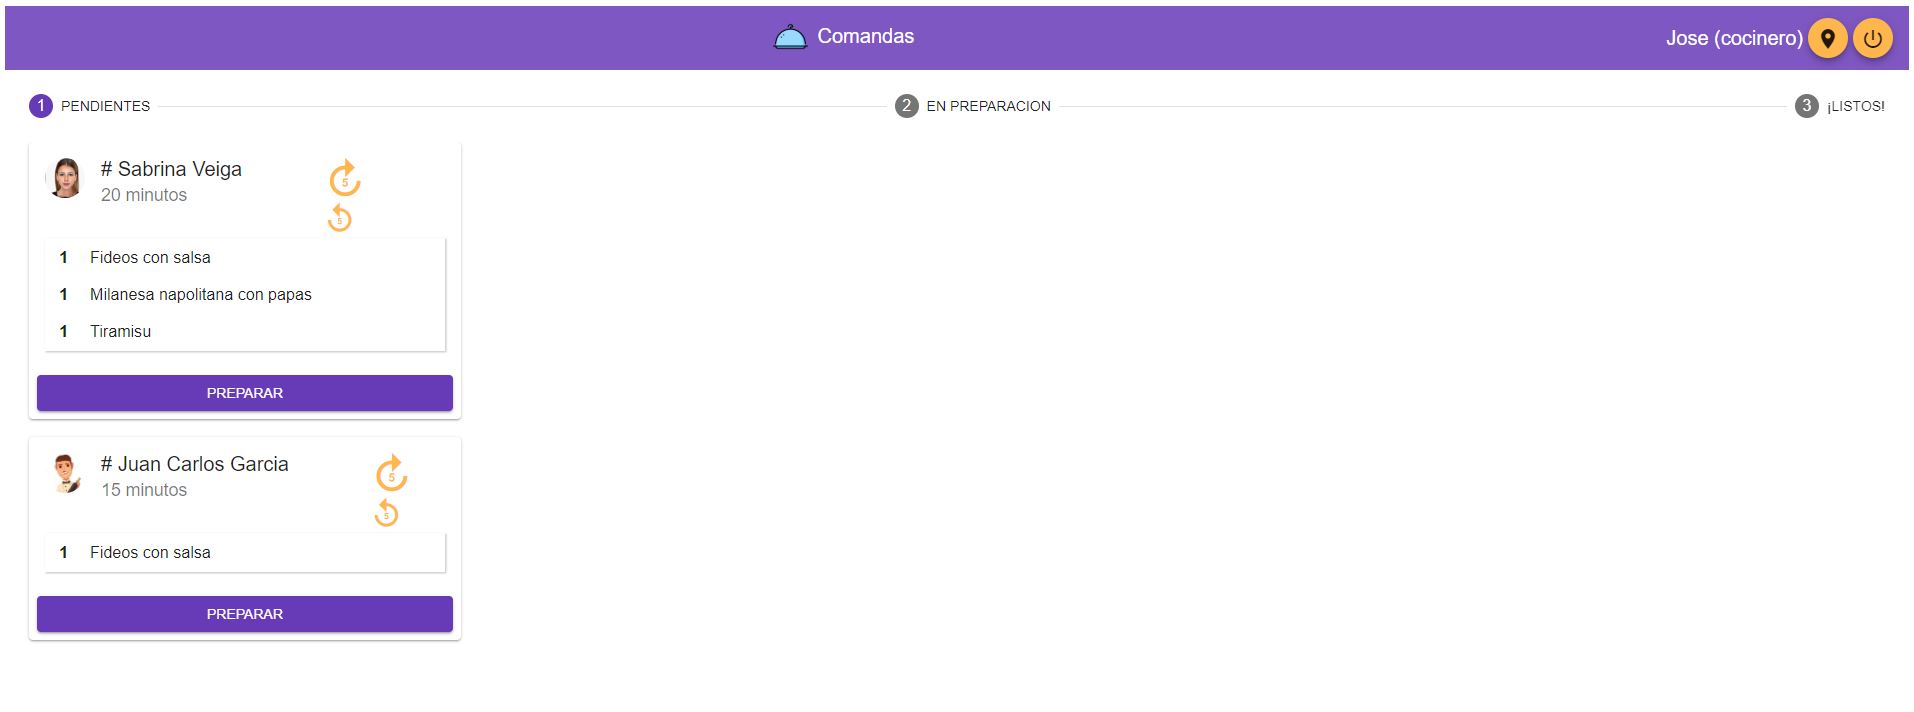 Comandas
Jose (cocinero)
1 PENDIENTES
2 EN PREPARACION
3 ¡LISTOS!
# Sabrina Veiga
20 minutos
5
5
1 Fideos con salsa
1 Milanesa napolitana con papas
1 Tiramisu
PREPARAR
# Juan Carlos Garcia
15 minutos
5
5
1 Fideos con salsa
PREPARAR